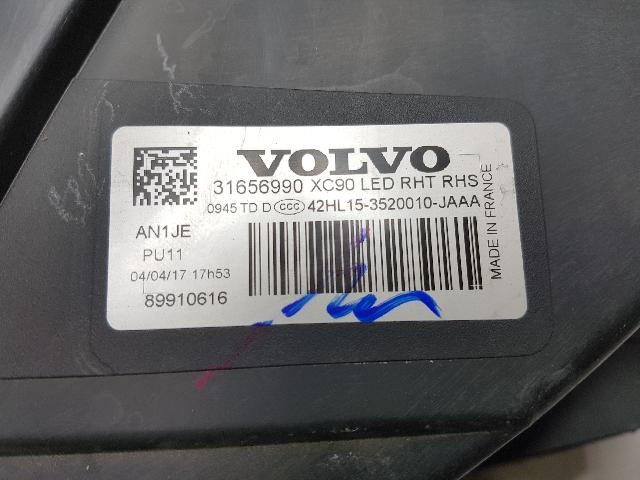 VOLVO
31656990 XC90 LED RHT RHS
0945 TD D CCC 42HL15-3520010-JAAA
AN1JE
PU11
04/04/17 17h53
89910616
MADE IN FRANCE